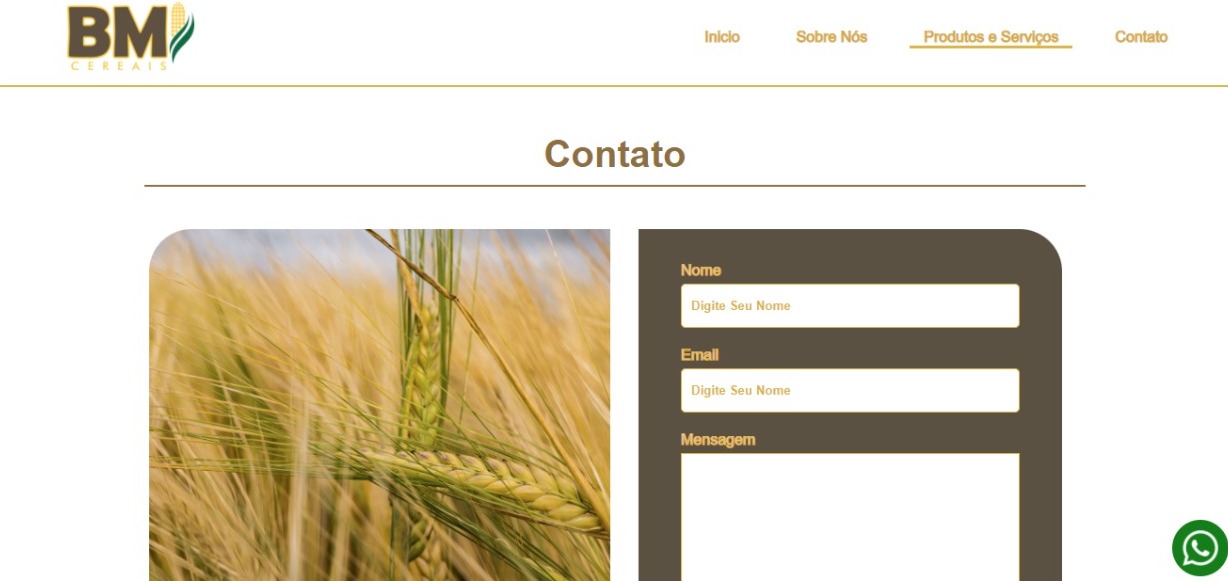 BM
CEREAIS
Inicio
Sobre Nós
Produtos e Serviços
Contato
Contato
Nome
Digite Seu Nome
Email
Digite Seu Nome
Mensagem